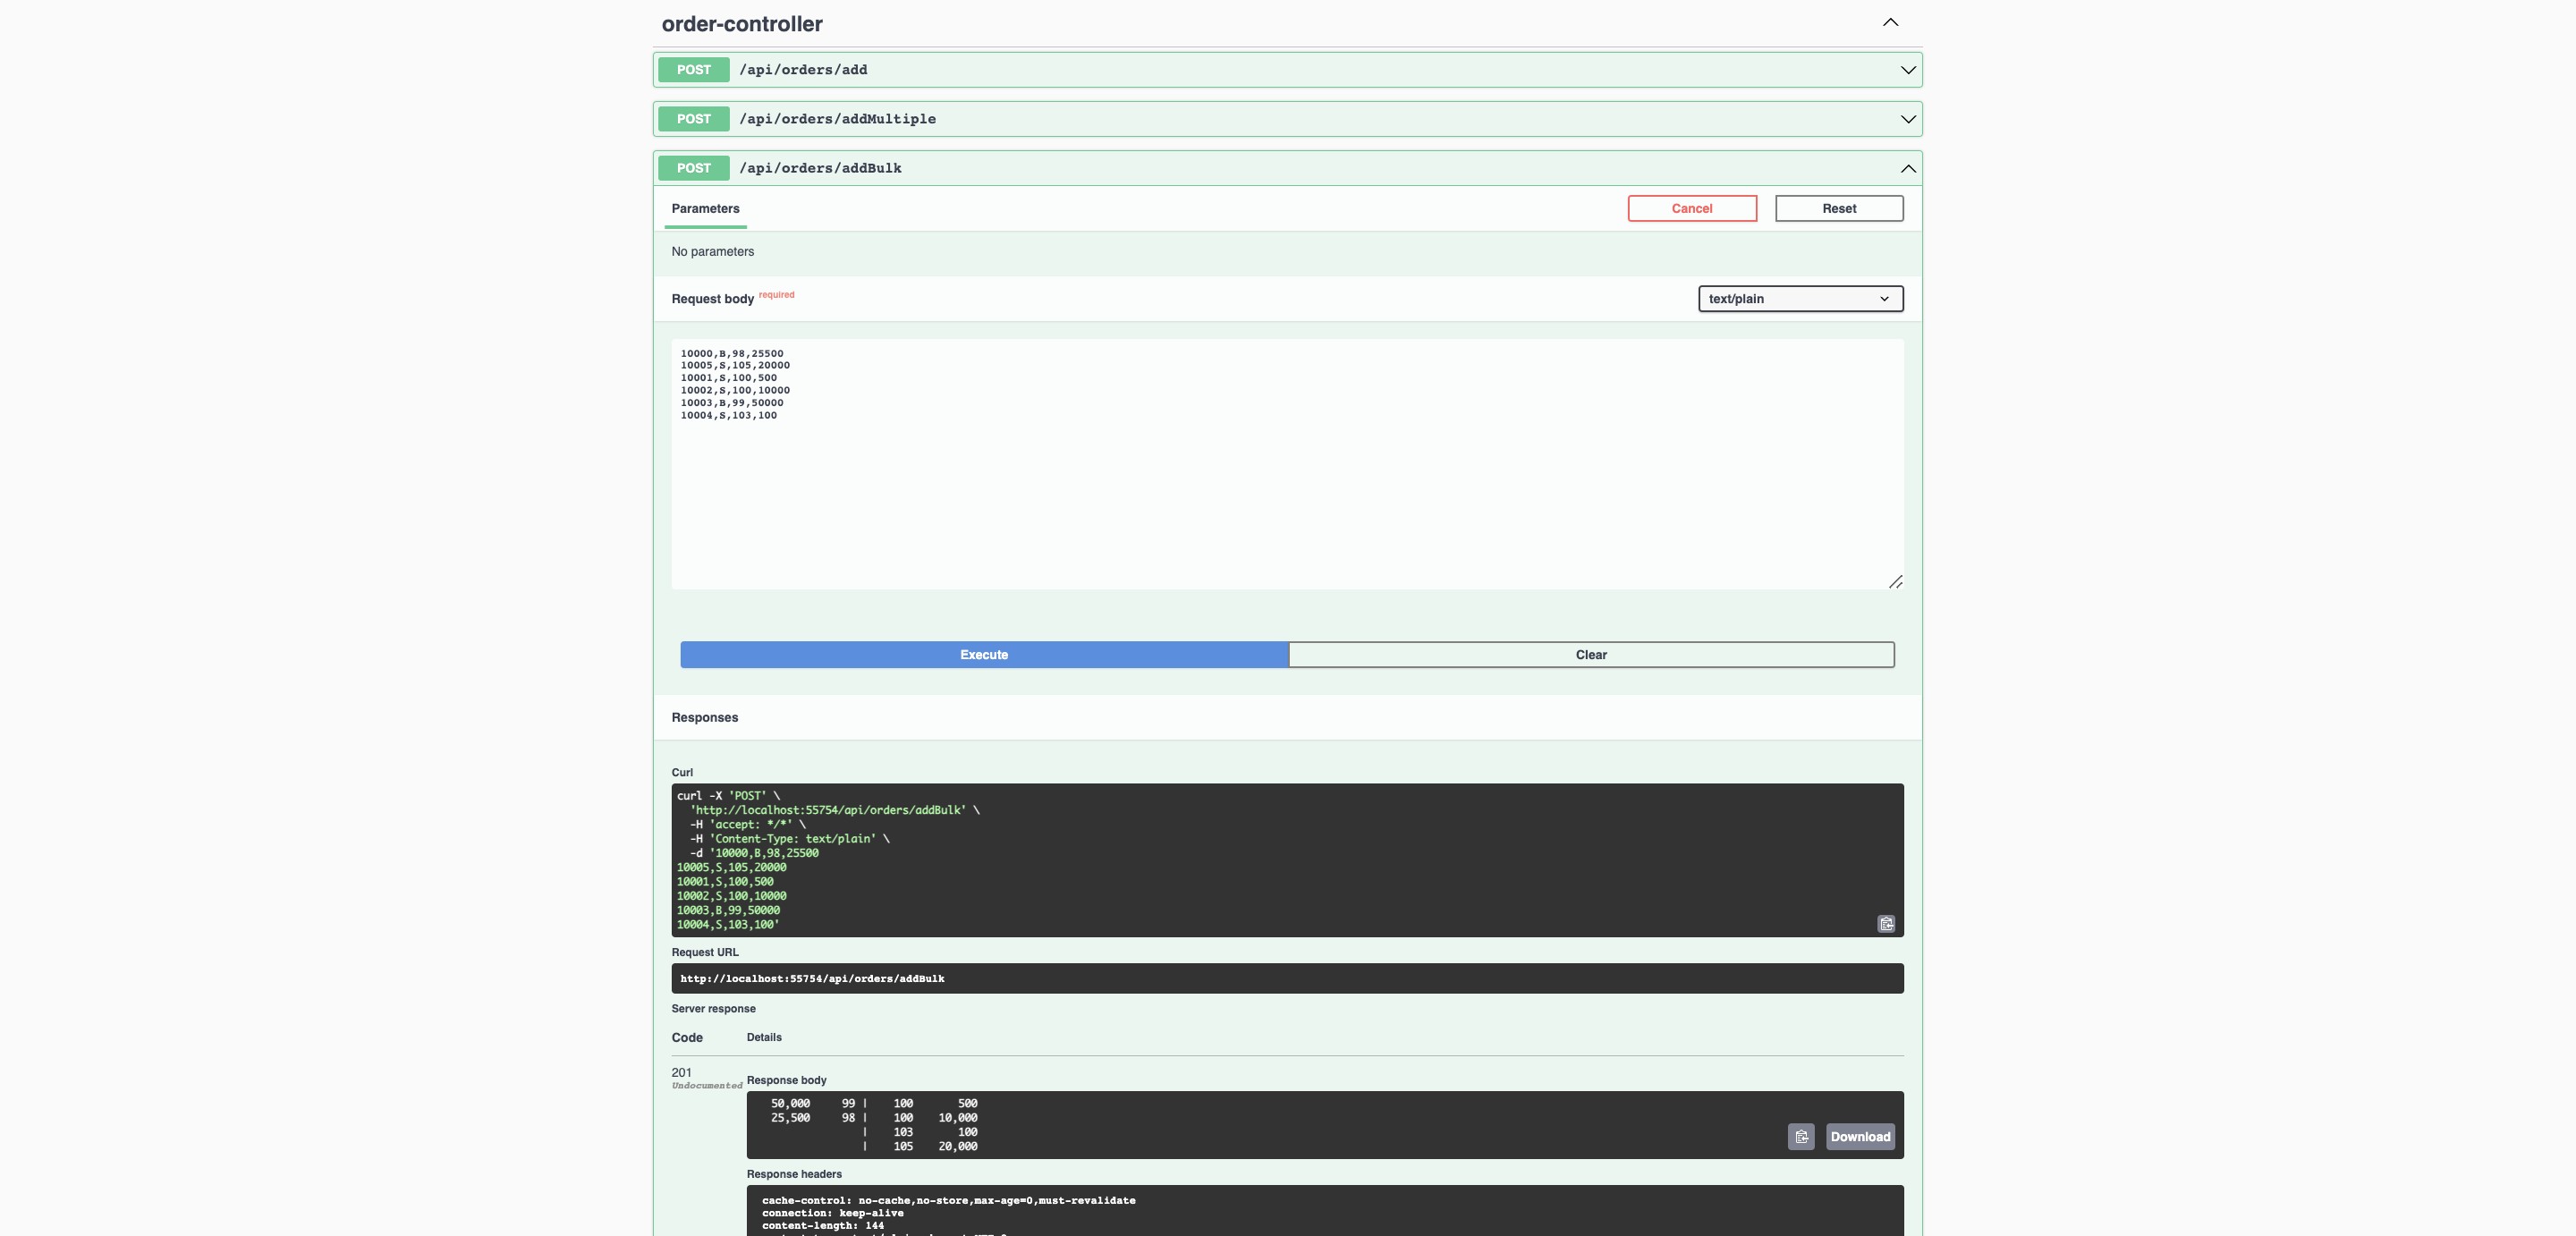 order-controller
POST /api/orders/add
POST /api/orders/addMultiple
POST /api/orders/addBulk
Parameters
Cancel
Reset
No parameters
Request body required
text/plain
10000,B,98,25500
10005,S,105,20000
10001,S,100,500
10002,S,100,10000
10003,B,99,50000
10004,S,103,100
Execute
Clear
Responses
Curl
curl -X 'POST' \
'http://localhost:55754/api/orders/addBulk' \
-H 'accept: */*' \
-H 'Content-Type: text/plain' \
-d '10000,B,98,25500
10005,S,105,20000
10001,S,100,500
10002,S,100,10000
10003,B,99,50000
10004,S,103,100'
Request URL
http://localhost:55754/api/orders/addBulk
Server response
Code Details
201
Undocumented
Response body
50,000 99 | 100 500
25,500 98 | 100 10,000
| 103 100
| 105 20,000
Download
Response headers
cache-control: no-cache,no-store,max-age=0,must-revalidate
connection: keep-alive
content-length: 144